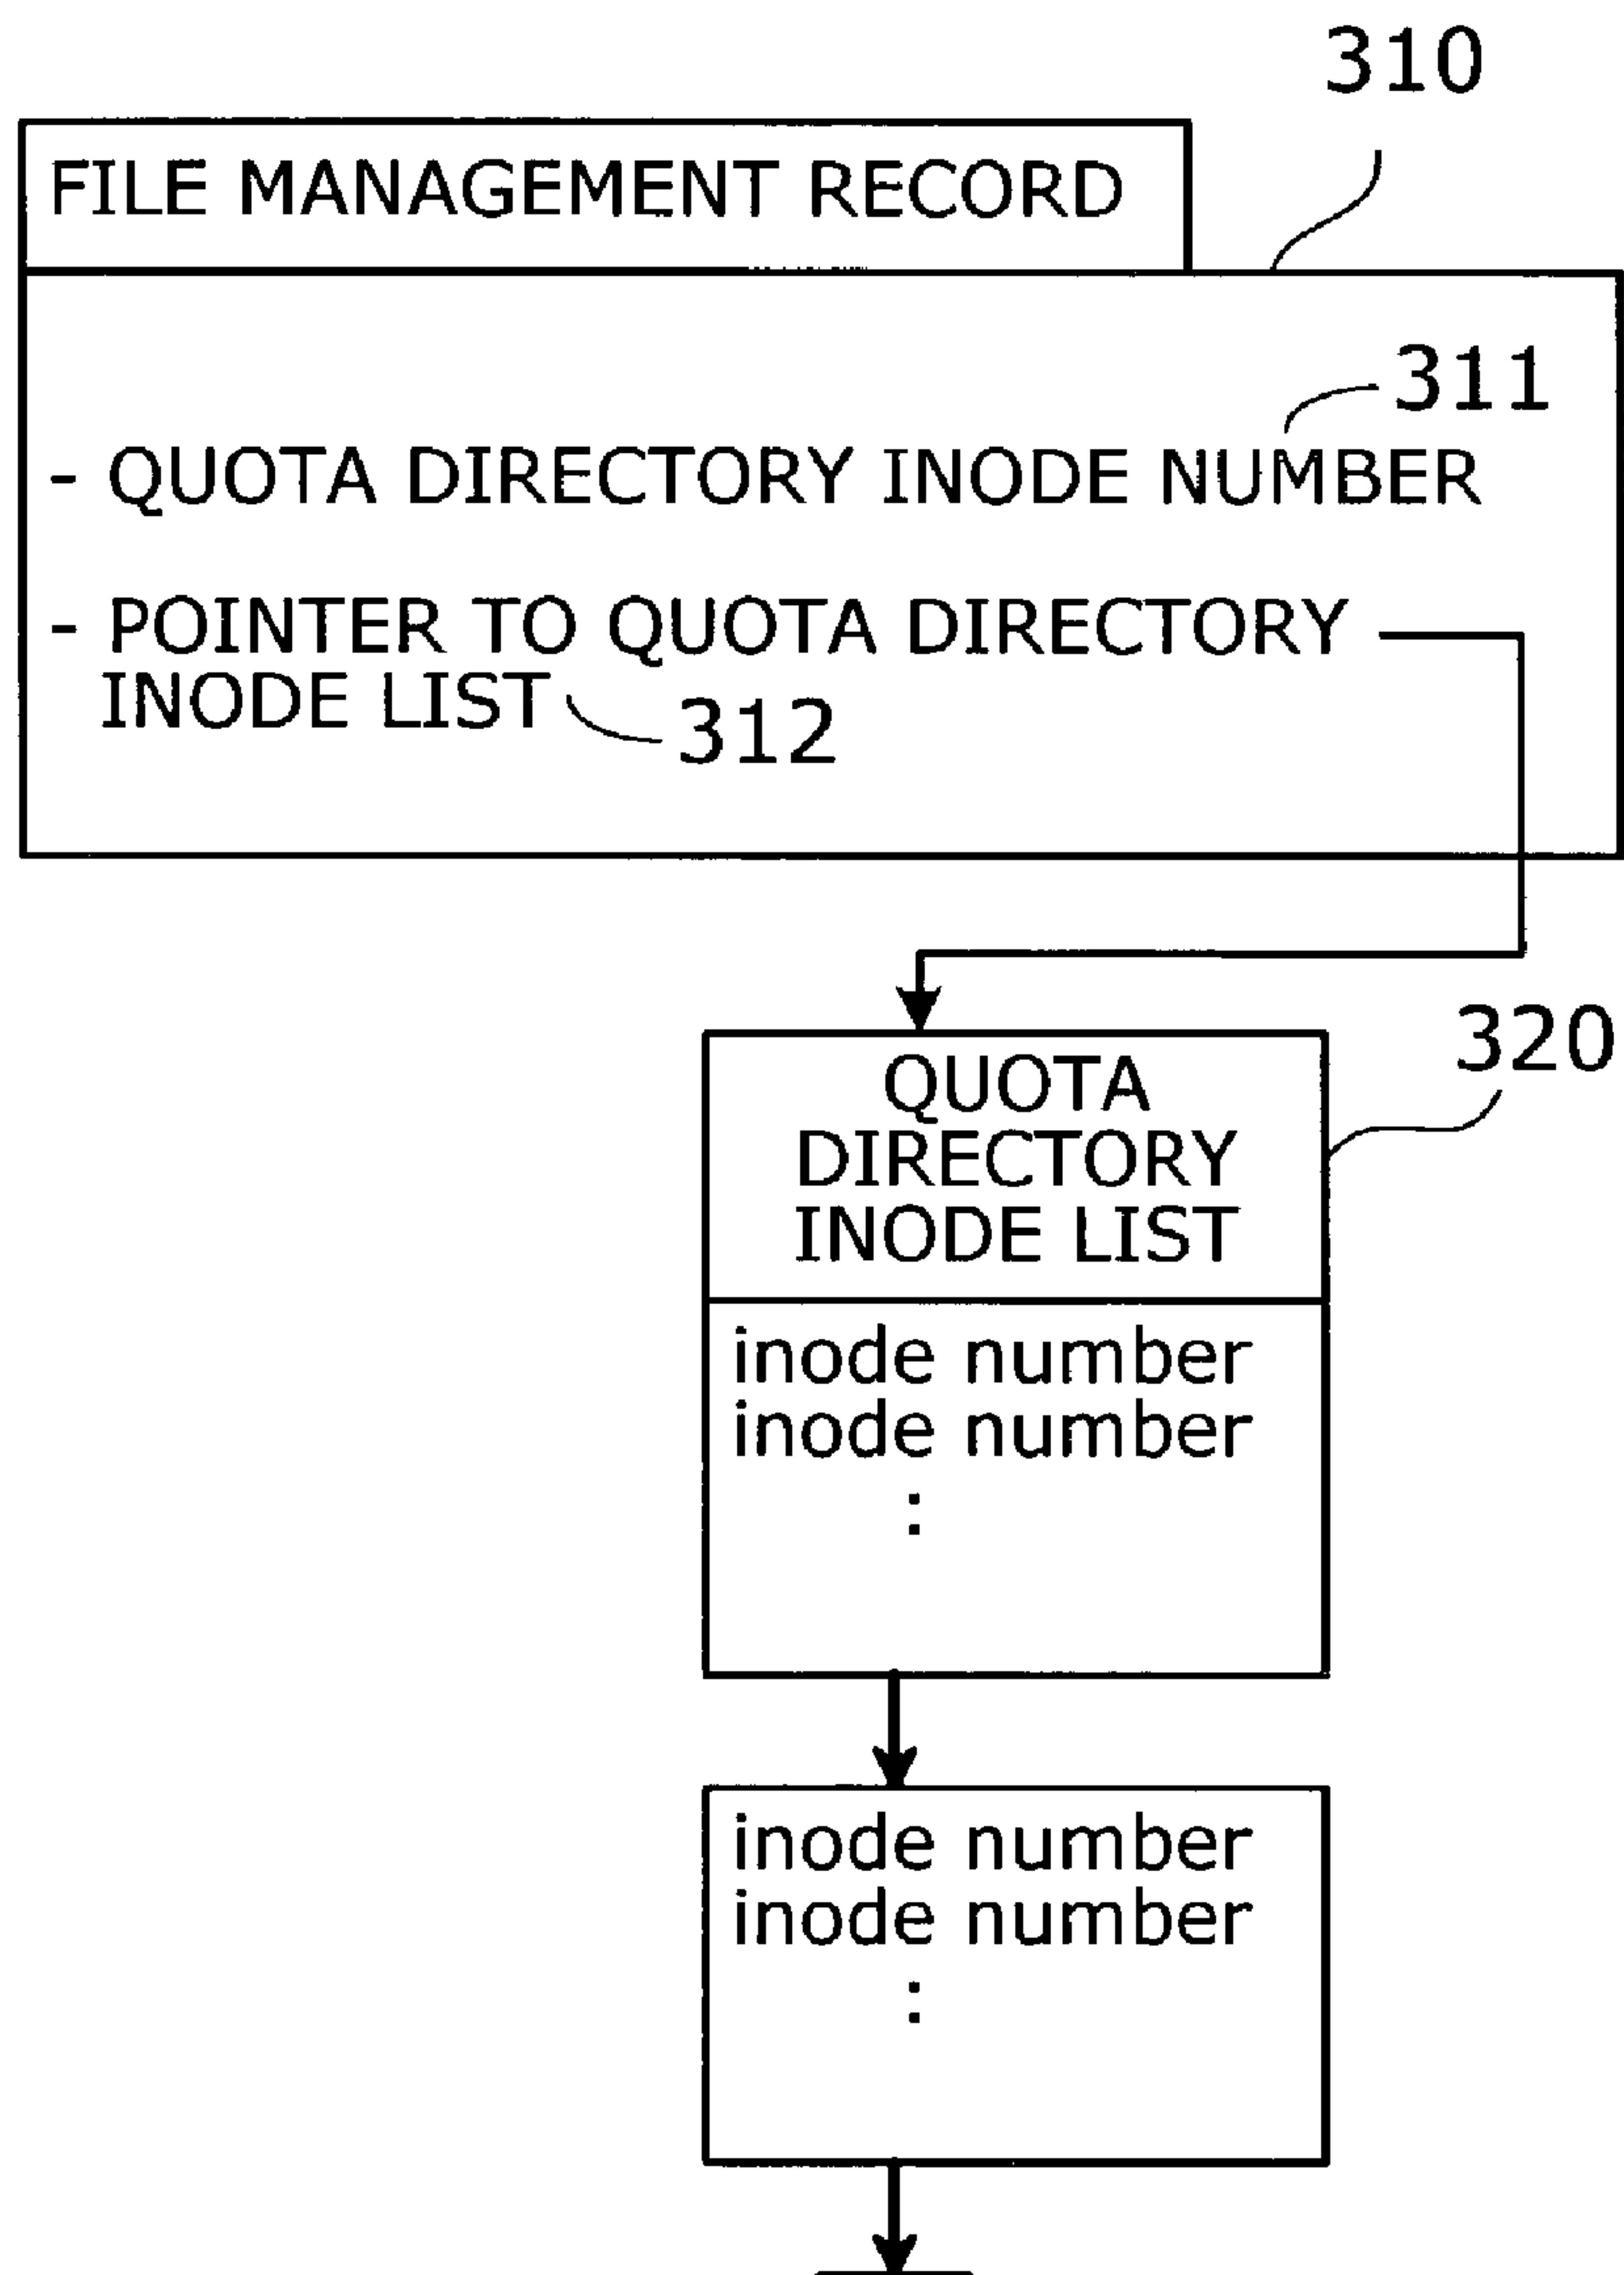 310
FILE MANAGEMENT RECORD
311
- QUOTA DIRECTORY INODE NUMBER
- POINTER TO QUOTA DIRECTORY
INODE LIST
312
320
QUOTA
DIRECTORY
INODE LIST
inode number
inode number
:
inode number
inode number
: